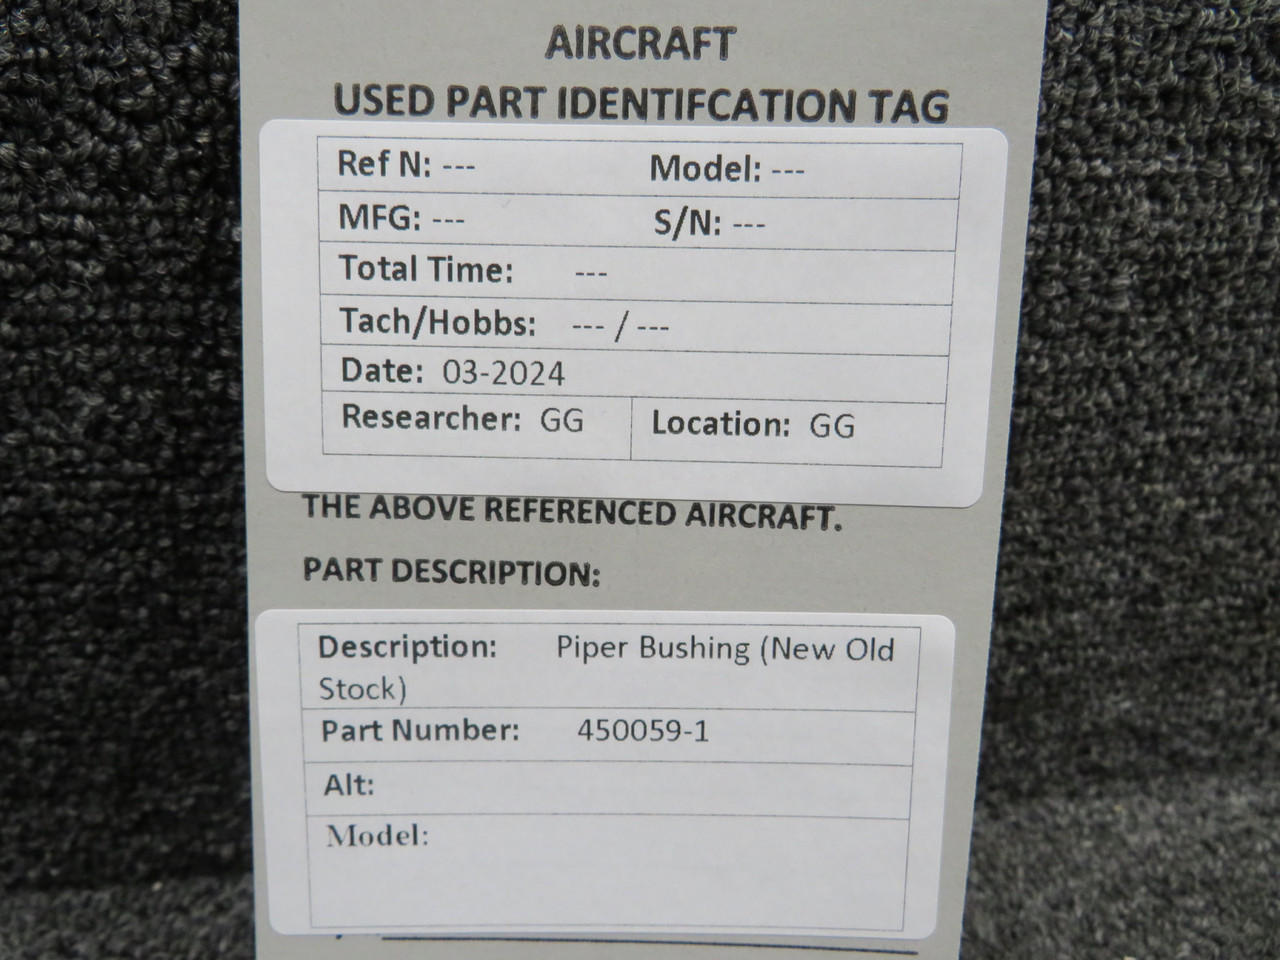 AIRCRAFT
USED PART IDENTIFCATION TAG
Ref N: --- Model: ---
MFG: --- S/N: ---
Total Time: ---
Tach/Hobbs: --- / ---
Date: 03-2024
Researcher: GG Location: GG
THE ABOVE REFERENCED AIRCRAFT.
PART DESCRIPTION:
Description: Piper Bushing (New Old
Stock)
Part Number: 450059-1
Alt:
Model: